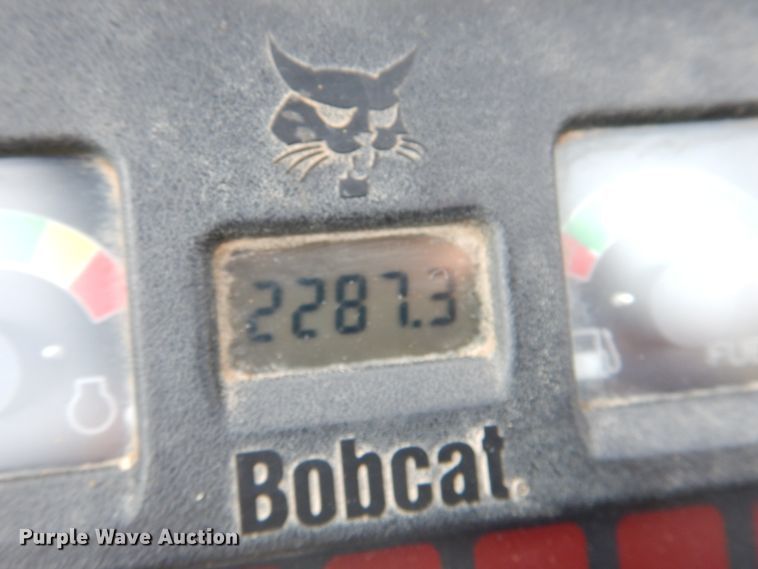 2287.3
Bobcat
Purple Wave Auction